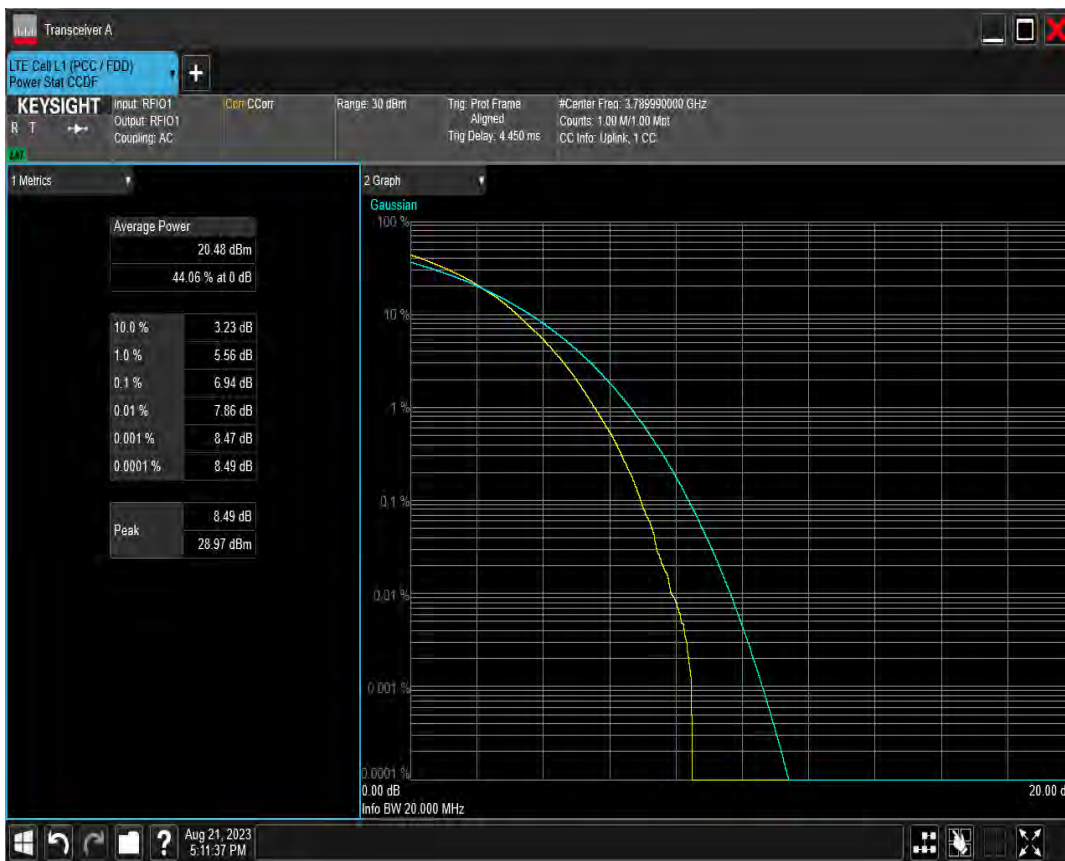 Transceiver A
LTE Cell L1 (PCC / FDD)
Power Stat CCDF
+
KEYSIGHT
R T
LXI
Input: RFIO1
Output: RFIO1
Coupling: AC
Corr CCorr
Range: 30 dBm
Trig: Prot Frame
Aligned
Trig Delay: 4.450 ms
#Center Freq: 3.789990000 GHz
Counts: 1.00 M/1.00 Mpt
CC Info: Uplink, 1 CC
1 Metrics
Average Power
20.48 dBm
44.06 % at 0 dB
10.0 % 3.23 dB
1.0 % 5.56 dB
0.1 % 6.94 dB
0.01 % 7.86 dB
0.001 % 8.47 dB
0.0001 % 8.49 dB
Peak
8.49 dB
28.97 dBm
2 Graph
Gaussian
100 %
10 %
1 %
0.1 %
0.01 %
0.001 %
0.0001 %
0.00 dB
20.00 d
Info BW 20.000 MHz
?
Aug 21, 2023
5:11:37 PM